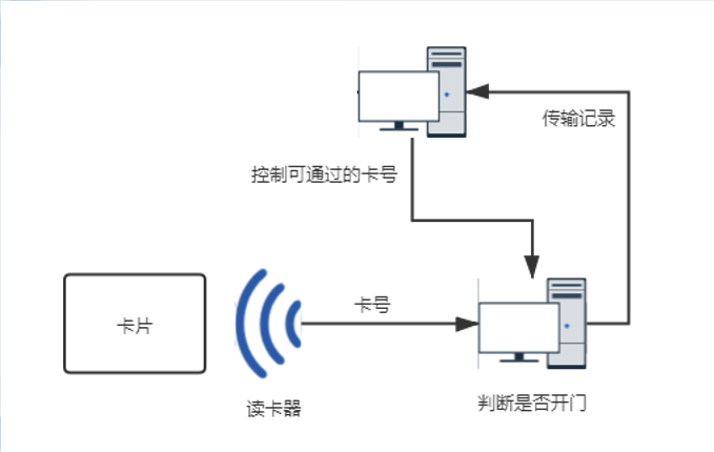 传输记录
控制可通过的卡号
卡号
卡片
读卡器
判断是否开门